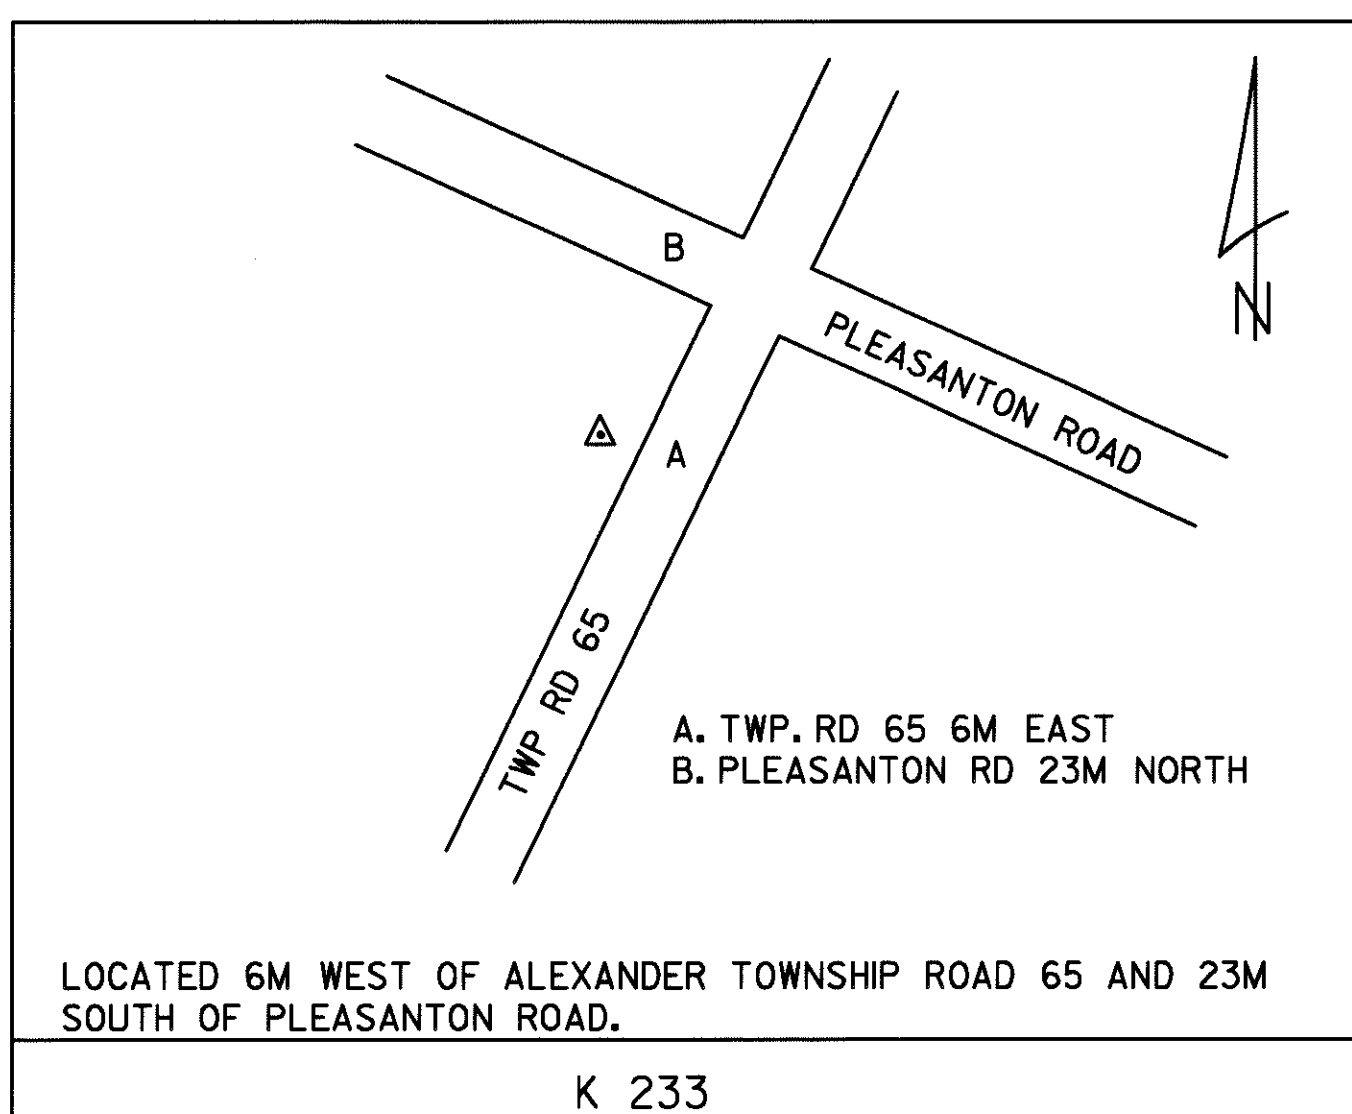 N
B
PLEASANTON ROAD
A
TWP RD 65
A. TWP. RD 65 6M EAST
B. PLEASANTON RD 23M NORTH
LOCATED 6M WEST OF ALEXANDER TOWNSHIP ROAD 65 AND 23M
SOUTH OF PLEASANTON ROAD.
K 233